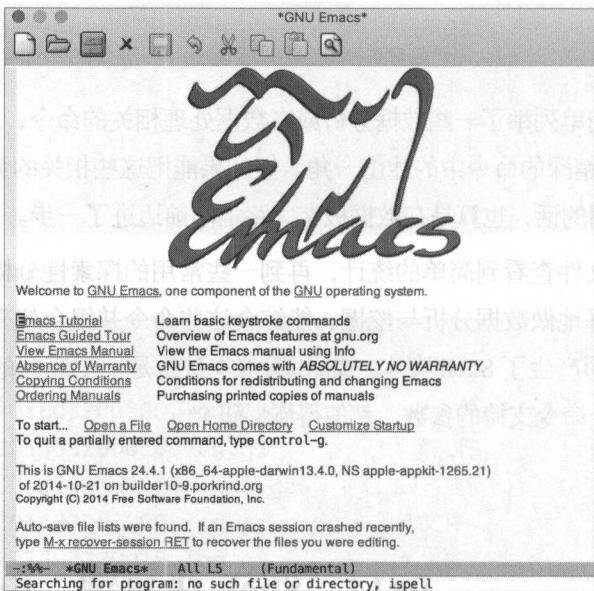 *GNU Emacs*
Emacs
Welcome to GNU Emacs, one component of the GNU operating system.
Emacs Tutorial Learn basic keystroke commands
Emacs Guided Tour Overview of Emacs features at gnu.org
View Emacs Manual View the Emacs manual using Info
Absence of Warranty GNU Emacs comes with ABSOLUTELY NO WARRANTY
Copying Conditions Conditions for redistributing and changing Emacs
Ordering Manuals Purchasing printed copies of manuals
To start... Open a File Open Home Directory Customize Startup
To quit a partially entered command, type Control-g.
This is GNU Emacs 24.4.1 (x86_64-apple-darwin13.4.0, NS apple-appkit-1265.21)
of 2014-10-21 on builder10-9.porkrind.org
Copyright (C) 2014 Free Software Foundation, Inc.
Auto-save file lists were found. If an Emacs session crashed recently,
type M-x recover-session RET to recover the files you were editing.
-:%%- *GNU Emacs* All L5 (Fundamental)
Searching for program: no such file or directory, ispell